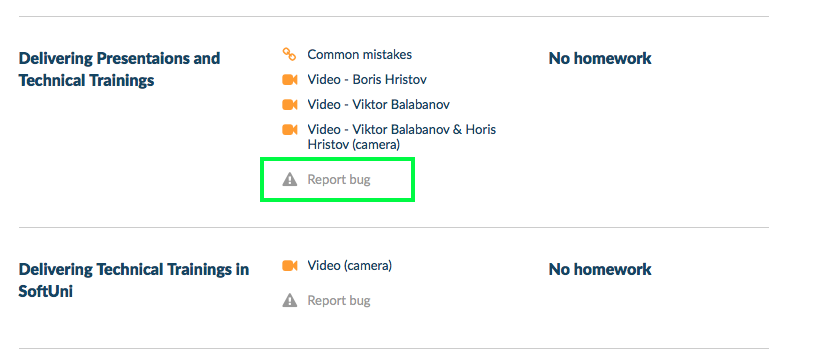 Delivering Presentaions and
Technical Trainings
Common mistakes
Video - Boris Hristov
Video - Viktor Balabanov
Video - Viktor Balabanov & Horis
Hristov (camera)
Report bug
No homework
Delivering Technical Trainings in
SoftUni
Video (camera)
Report bug
No homework